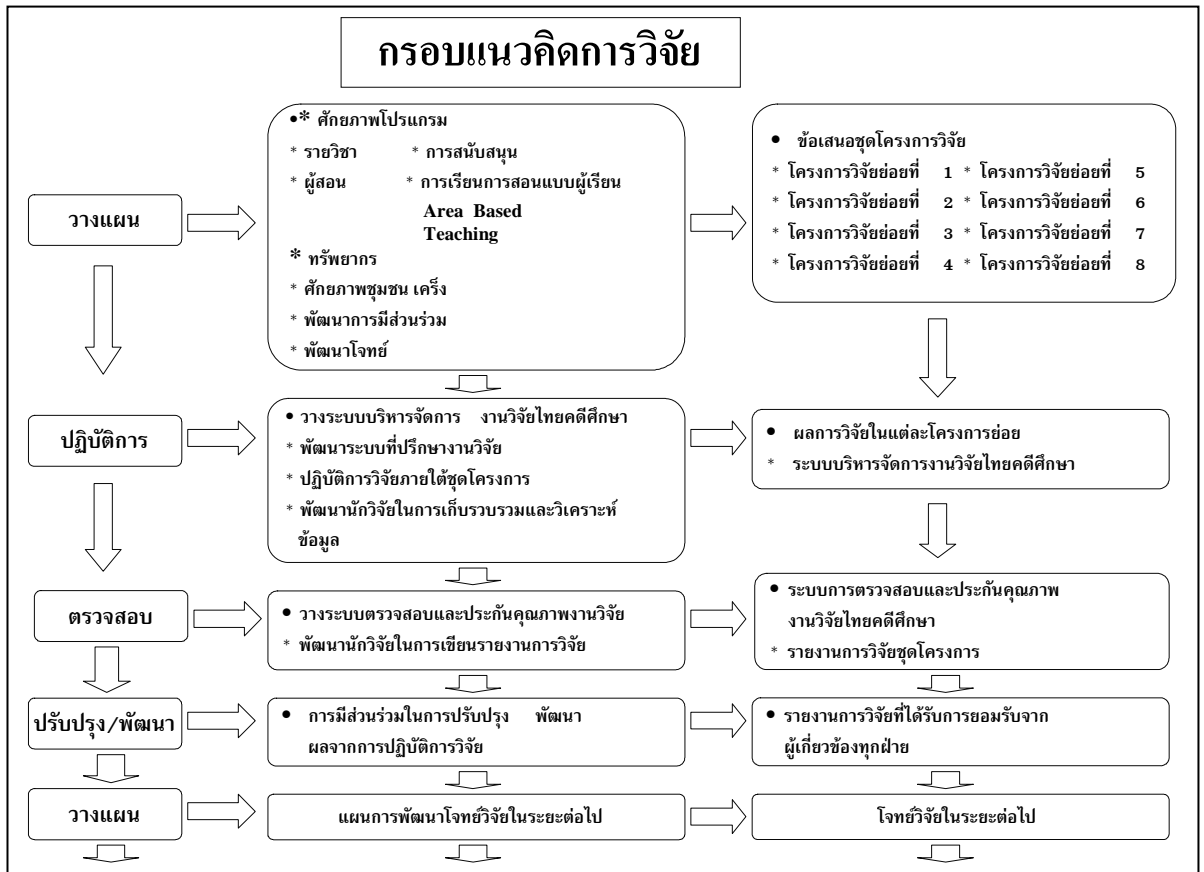 กรอบแนวคิดการวิจัย
วางแผน
•* ศักยภาพโปรแกรม
* รายวิชา * การสนับสนุน
* ผู้สอน * การเรียนการสอนแบบผู้เรียน
Area Based
Teaching
* ทรัพยากร
* ศักยภาพชุมชน เคร็ง
* พัฒนาการมีส่วนร่วม
* พัฒนาโจทย์
• ข้อเสนอชุดโครงการวิจัย
* โครงการวิจัยย่อยที่ 1 * โครงการวิจัยย่อยที่ 5
* โครงการวิจัยย่อยที่ 2 * โครงการวิจัยย่อยที่ 6
* โครงการวิจัยย่อยที่ 3 * โครงการวิจัยย่อยที่ 7
* โครงการวิจัยย่อยที่ 4 * โครงการวิจัยย่อยที่ 8
ปฏิบัติการ
• วางระบบบริหารจัดการ งานวิจัยไทยคดีศึกษา
* พัฒนาระบบที่ปรึกษางานวิจัย
* ปฏิบัติการวิจัยภายใต้ชุดโครงการ
* พัฒนานักวิจัยในการเก็บรวบรวมและวิเคราะห์
ข้อมูล
• ผลการวิจัยในแต่ละโครงการย่อย
* ระบบบริหารจัดการงานวิจัยไทยคดีศึกษา
ตรวจสอบ
• วางระบบตรวจสอบและประกันคุณภาพงานวิจัย
* พัฒนานักวิจัยในการเขียนรายงานการวิจัย
• ระบบการตรวจสอบและประกันคุณภาพ
งานวิจัยไทยคดีศึกษา
* รายงานการวิจัยชุดโครงการ
ปรับปรุง/พัฒนา
• การมีส่วนร่วมในการปรับปรุง พัฒนา
ผลจากการปฏิบัติการวิจัย
• รายงานการวิจัยที่ได้รับการยอมรับจาก
ผู้เกี่ยวข้องทุกฝ่าย
วางแผน
แผนการพัฒนาโจทย์วิจัยในระยะต่อไป
โจทย์วิจัยในระยะต่อไป